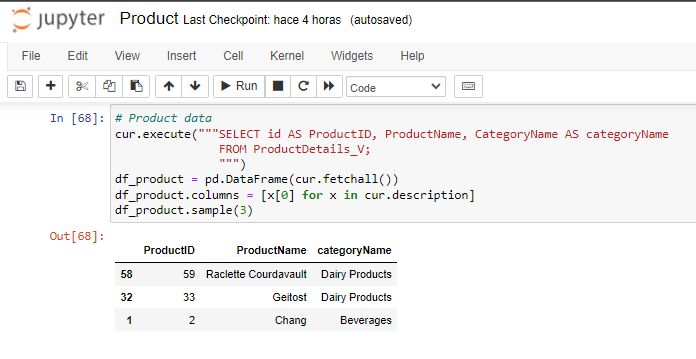 jupyter Product Last Checkpoint: hace 4 horas (autosaved)
File Edit View Insert Cell Kernel Widgets Help
Run Code
In [68]: # Product data
cur.execute("""SELECT id AS ProductID, ProductName, CategoryName AS categoryName
FROM ProductDetails_V;
""")
df_product = pd.DataFrame(cur.fetchall())
df_product.columns = [x[0] for x in cur.description]
df_product.sample(3)
Out[68]:
ProductID ProductName categoryName
58 59 Raclette Courdavault Dairy Products
32 33 Geitost Dairy Products
1 2 Chang Beverages